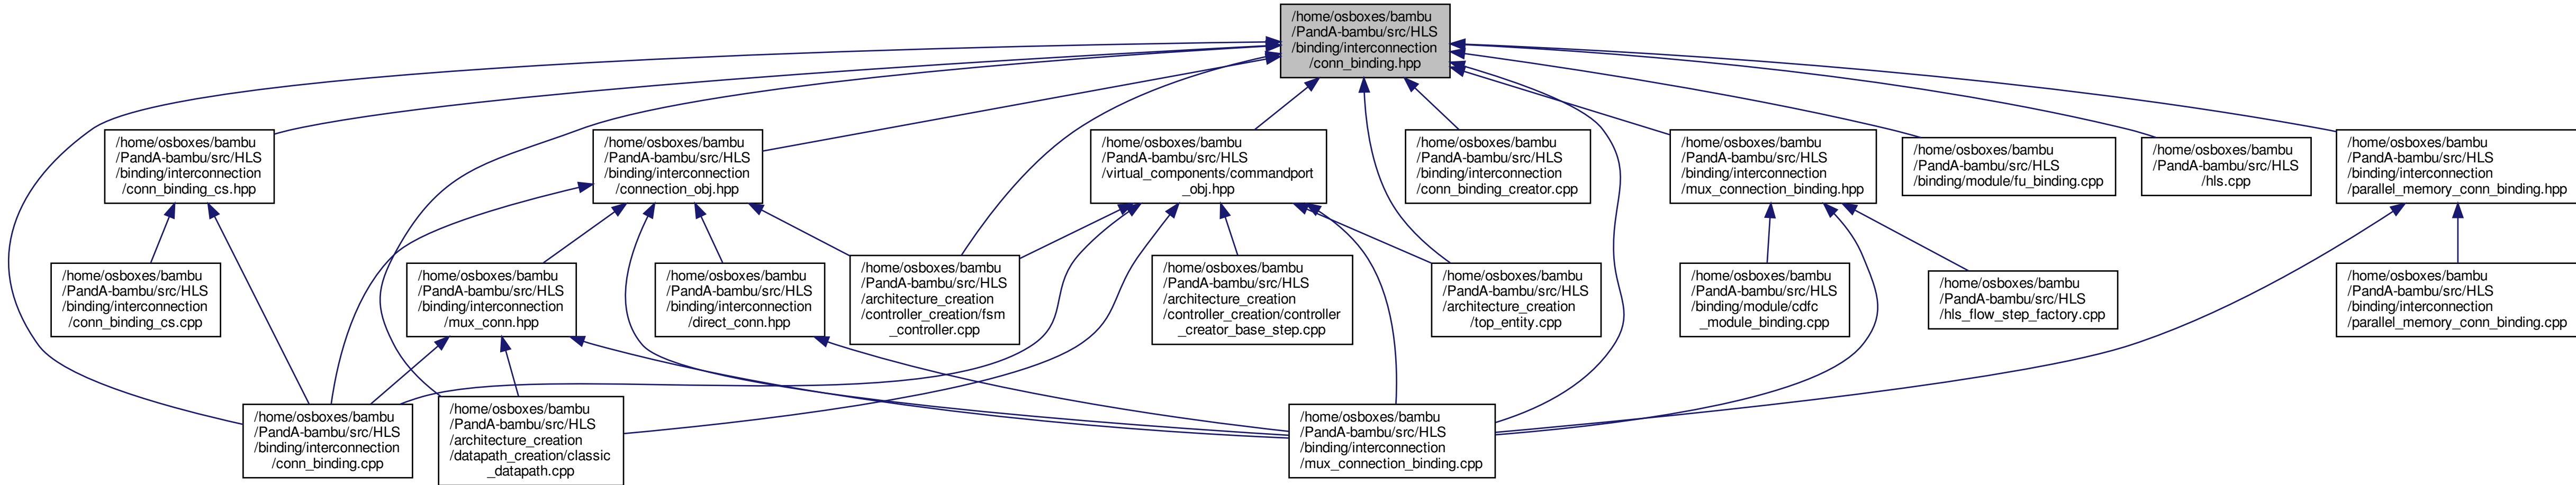 /home/osboxes/bambu
/PandA-bambu/src/HLS
/binding/interconnection
/conn_binding.hpp
/home/osboxes/bambu
/PandA-bambu/src/HLS
/binding/interconnection
/conn_binding_cs.hpp
/home/osboxes/bambu
/PandA-bambu/src/HLS
/binding/interconnection
/connection_obj.hpp
/home/osboxes/bambu
/PandA-bambu/src/HLS
/virtual_components/commandport
_obj.hpp
/home/osboxes/bambu
/PandA-bambu/src/HLS
/binding/interconnection
/conn_binding_creator.cpp
/home/osboxes/bambu
/PandA-bambu/src/HLS
/binding/interconnection
/mux_connection_binding.hpp
/home/osboxes/bambu
/PandA-bambu/src/HLS
/binding/module/fu_binding.cpp
/home/osboxes/bambu
/PandA-bambu/src/HLS
/hls.cpp
/home/osboxes/bambu
/PandA-bambu/src/HLS
/binding/interconnection
/parallel_memory_conn_binding.hpp
/home/osboxes/bambu
/PandA-bambu/src/HLS
/binding/interconnection
/conn_binding_cs.cpp
/home/osboxes/bambu
/PandA-bambu/src/HLS
/binding/interconnection
/mux_conn.hpp
/home/osboxes/bambu
/PandA-bambu/src/HLS
/binding/interconnection
/direct_conn.hpp
/home/osboxes/bambu
/PandA-bambu/src/HLS
/architecture_creation
/controller_creation/fsm
_controller.cpp
/home/osboxes/bambu
/PandA-bambu/src/HLS
/architecture_creation
/controller_creation/controller
_creator_base_step.cpp
/home/osboxes/bambu
/PandA-bambu/src/HLS
/architecture_creation
/top_entity.cpp
/home/osboxes/bambu
/PandA-bambu/src/HLS
/binding/module/cdfc
_module_binding.cpp
/home/osboxes/bambu
/PandA-bambu/src/HLS
/hls_flow_step_factory.cpp
/home/osboxes/bambu
/PandA-bambu/src/HLS
/binding/interconnection
/parallel_memory_conn_binding.cpp
/home/osboxes/bambu
/PandA-bambu/src/HLS
/binding/interconnection
/conn_binding.cpp
/home/osboxes/bambu
/PandA-bambu/src/HLS
/architecture_creation
/datapath_creation/classic
_datapath.cpp
/home/osboxes/bambu
/PandA-bambu/src/HLS
/binding/interconnection
/mux_connection_binding.cpp